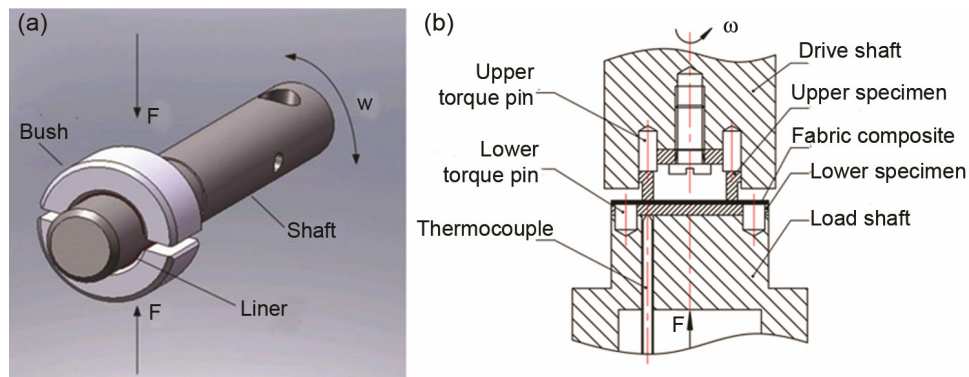 (a)
F
w
Bush
Shaft
F
Liner
(b)
ω
Drive shaft
Upper
torque pin
Upper specimen
Fabric composite
Lower
torque pin
Lower specimen
Load shaft
Thermocouple
F